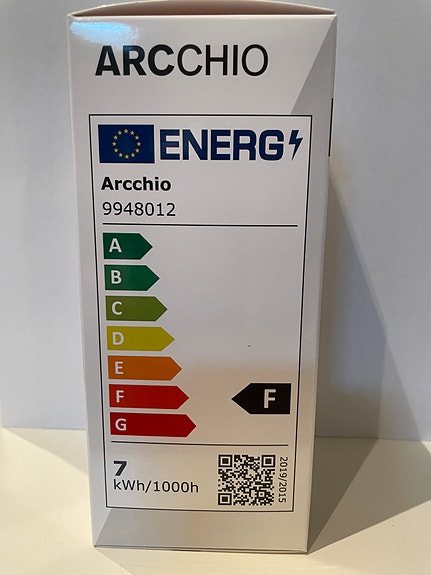 ARCCHIO
ENERG
Arcchio
9948012
A
B
C
D
E
F
F
G
7
kWh/1000h
2019/2015